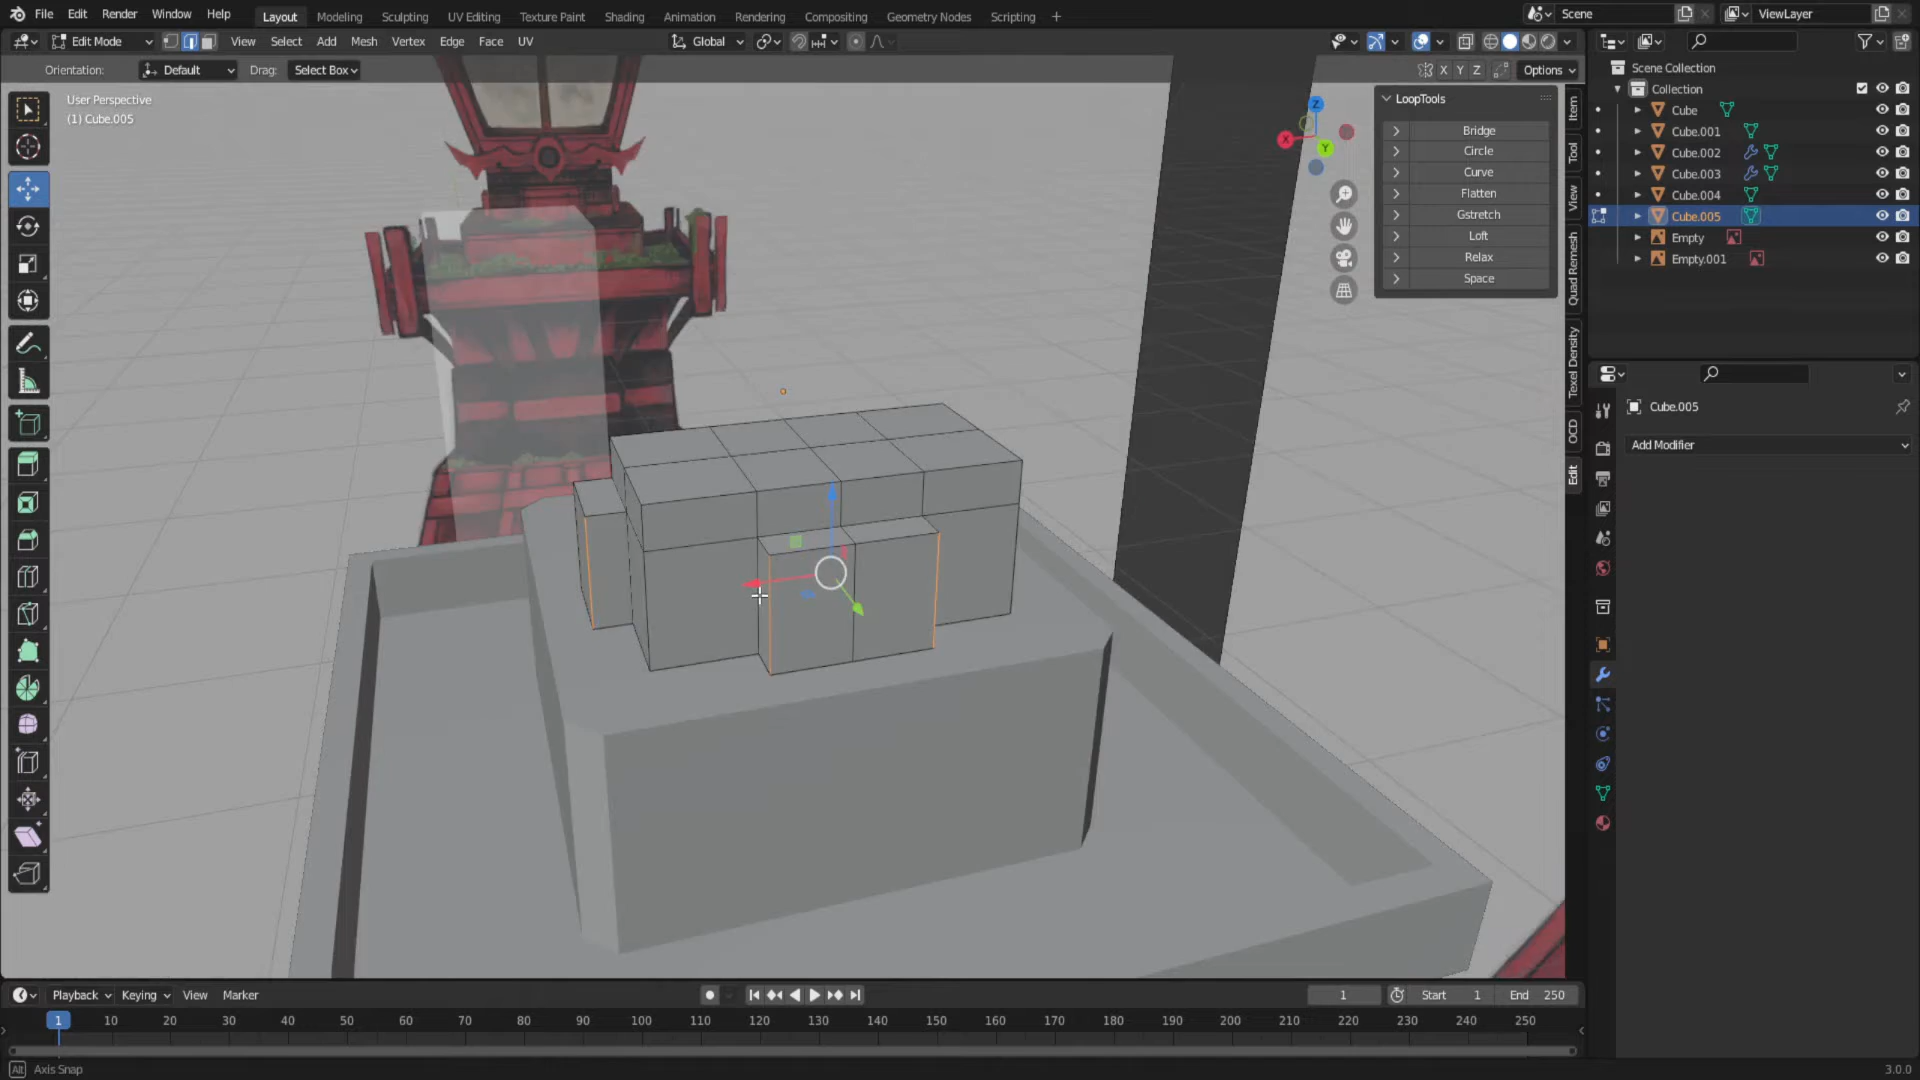 File Edit Render Window Help Layout Modeling Sculpting UV Editing Texture Paint Shading Animation Rendering Compositing Geometry Nodes Scripting + Scene ViewLayer
Edit Mode View Select Add Mesh Vertex Edge Face UV Global
Orientation: Default Drag: Select Box X Y Z Options
User Perspective
(1) Cube.005
Z
X
Y
LoopTools
Bridge
Circle
Curve
Flatten
Gstretch
Loft
Relax
Space
Item
Tool
View
Quad Remesh
Texel Density
OCD
Edit
Scene Collection
Collection
Cube
Cube.001
Cube.002
Cube.003
Cube.004
Cube.005
Empty
Empty.001
Cube.005
Add Modifier
Playback Keying View Marker 1 Start 1 End 250
1 10 20 30 40 50 60 70 80 90 100 110 120 130 140 150 160 170 180 190 200 210 220 230 240 250
Alt Axis Snap 3.0.0